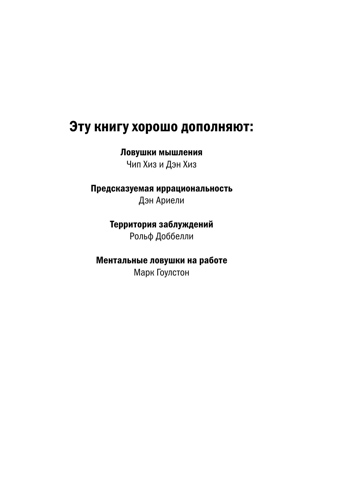 Эту книгу хорошо дополняют:
Ловушки мышления
Чип Хиз и Дэн Хиз
Предсказуемая иррациональность
Дэн Ариели
Территория заблуждений
Рольф Доббелли
Ментальные ловушки на работе
Марк Гоулстон